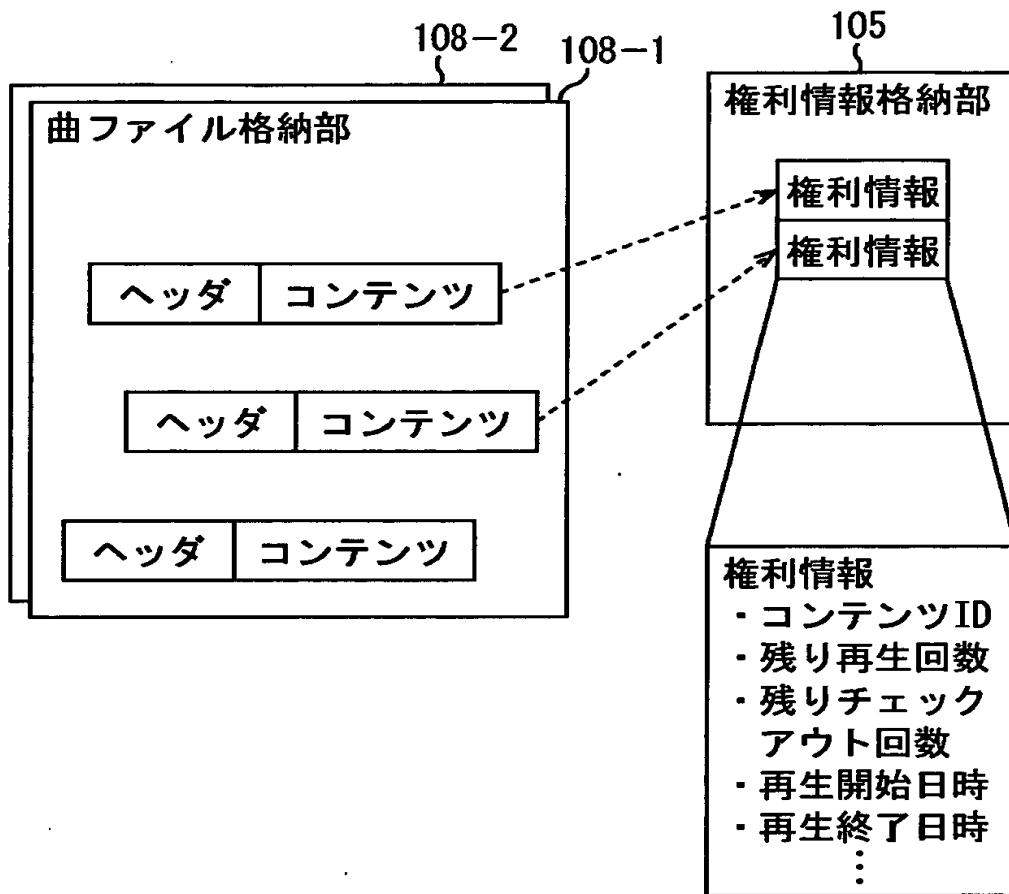 108-2
108-1
曲ファイル格納部
ヘッダ コンテンツ
ヘッダ コンテンツ
ヘッダ コンテンツ
105
権利情報格納部
権利情報
権利情報
権利情報
・コンテンツID
・残り再生回数
・残りチェック
アウト回数
・再生開始日時
・再生終了日時
⋮